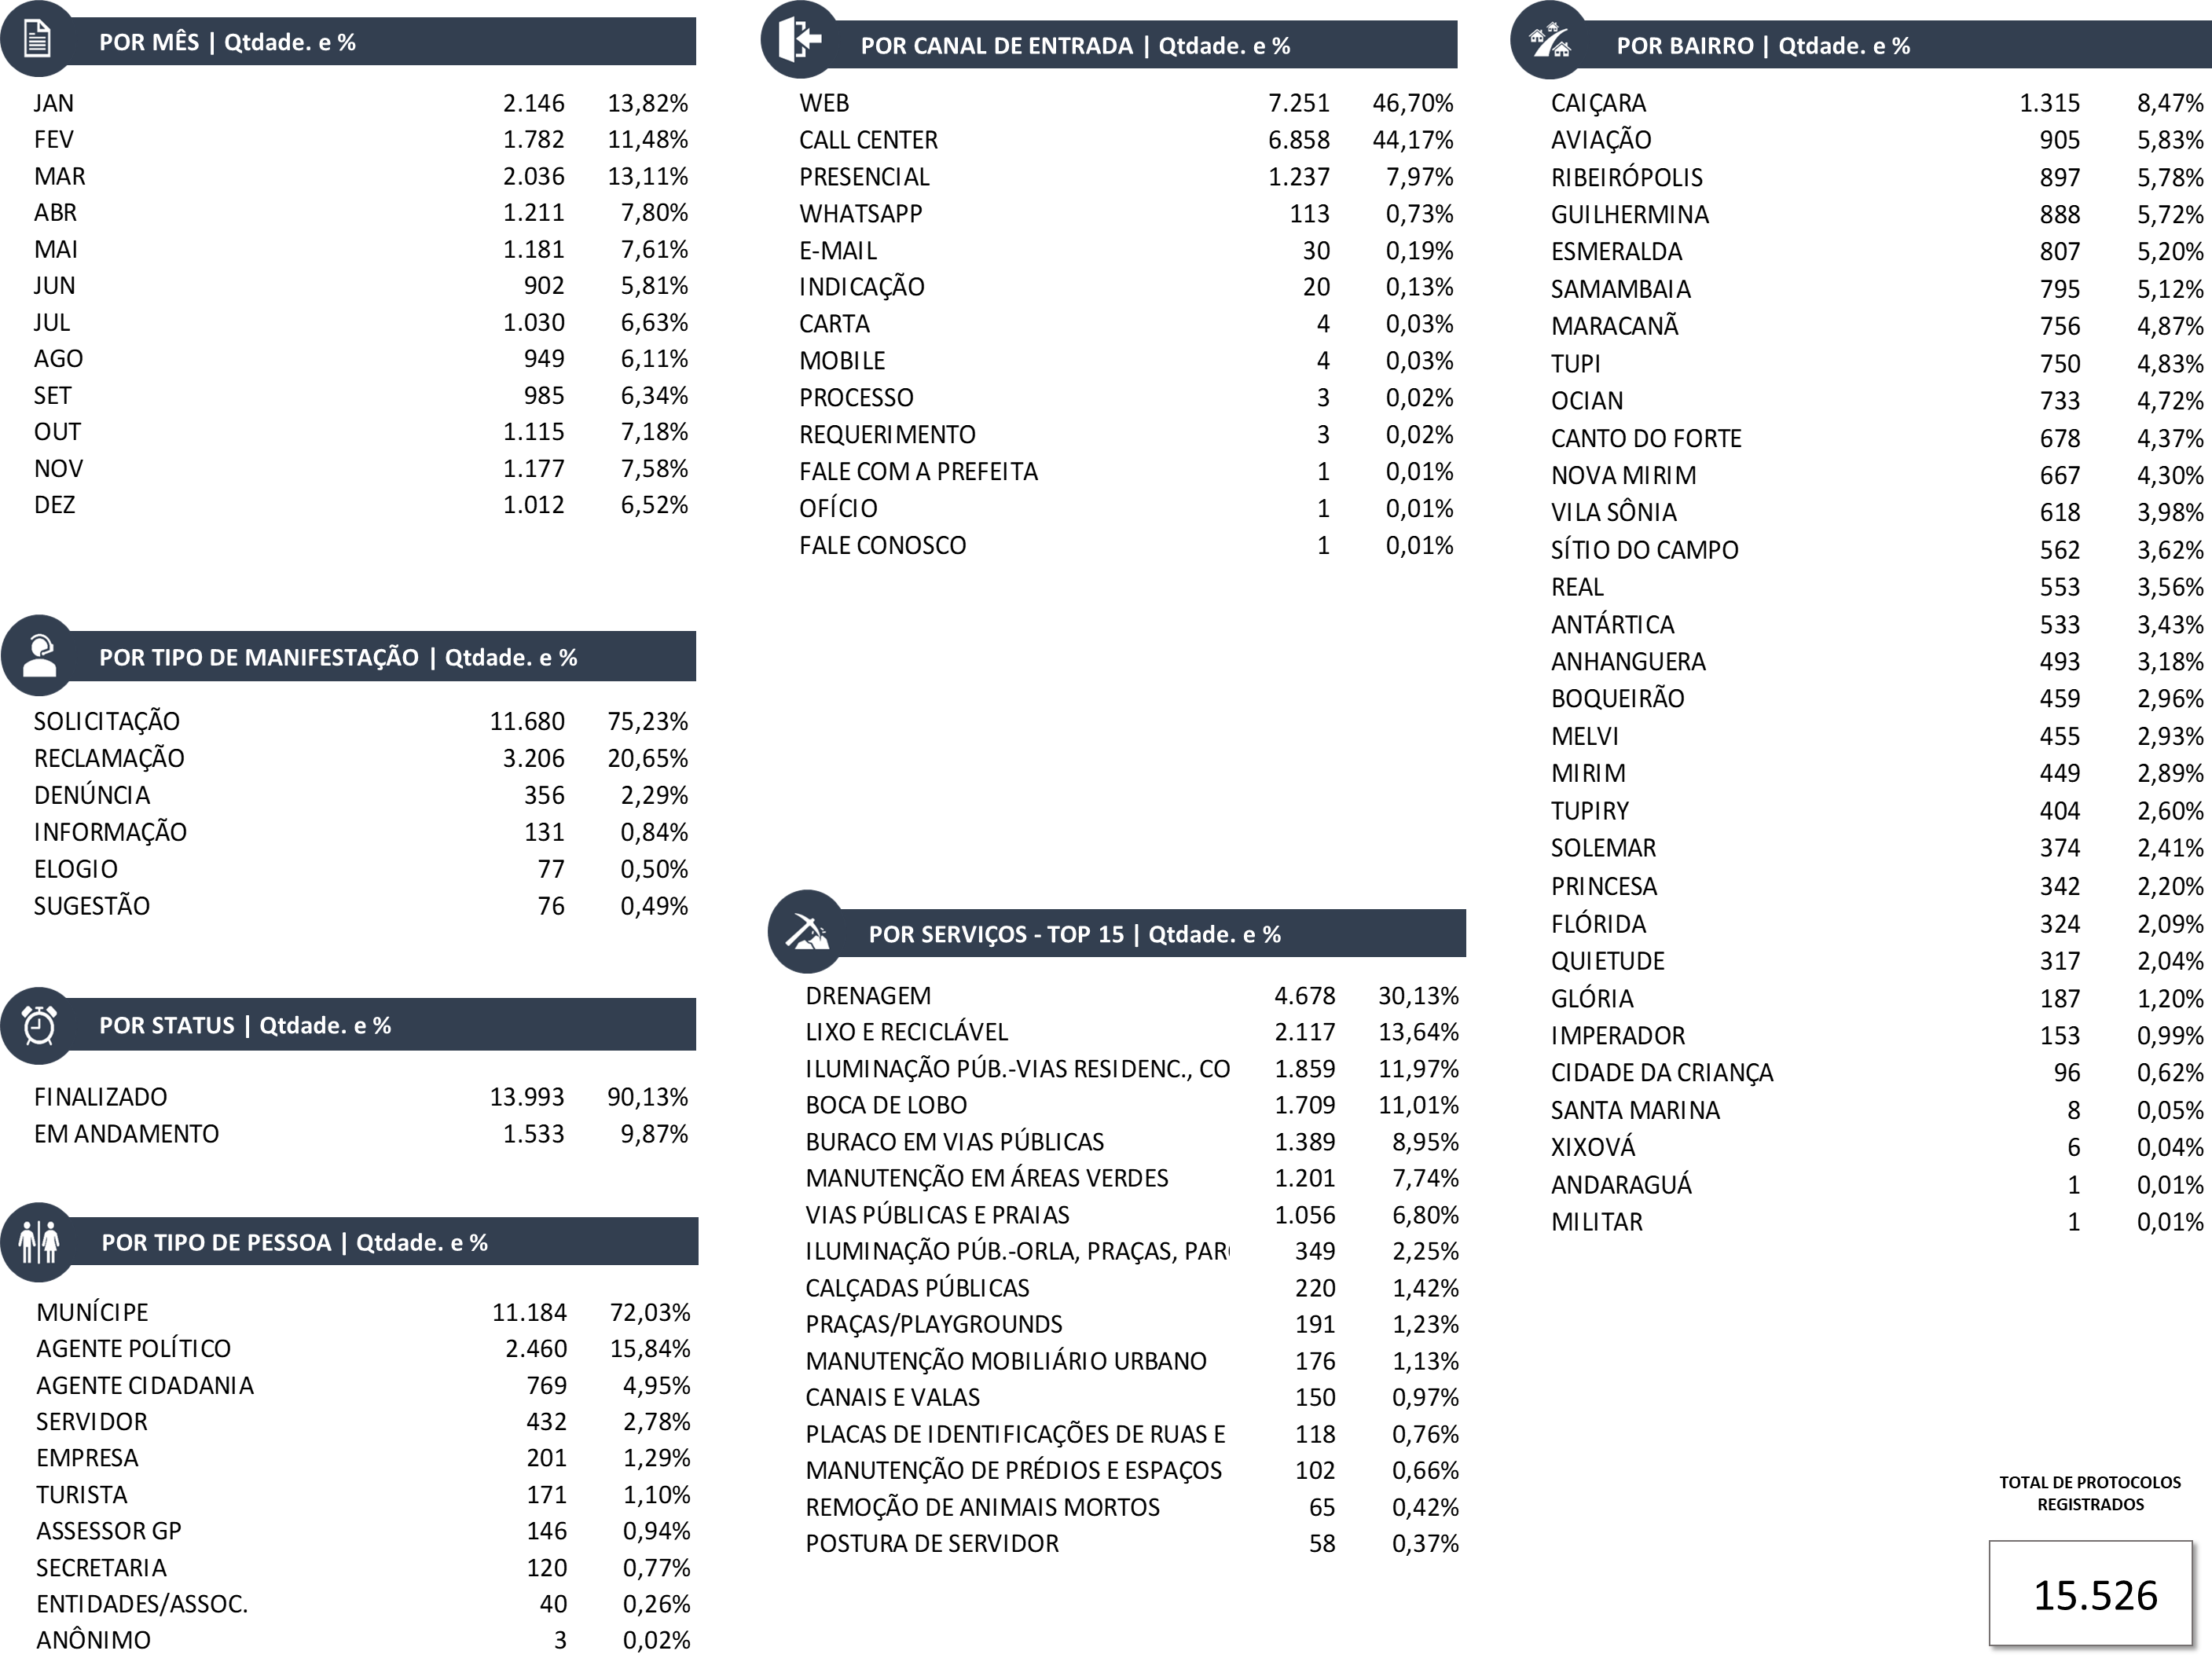 POR MÊS | Qtdade. e %
JAN 2.146 13,82%
FEV 1.782 11,48%
MAR 2.036 13,11%
ABR 1.211 7,80%
MAI 1.181 7,61%
JUN 902 5,81%
JUL 1.030 6,63%
AGO 949 6,11%
SET 985 6,34%
OUT 1.115 7,18%
NOV 1.177 7,58%
DEZ 1.012 6,52%
POR TIPO DE MANIFESTAÇÃO | Qtdade. e %
SOLICITAÇÃO 11.680 75,23%
RECLAMAÇÃO 3.206 20,65%
DENÚNCIA 356 2,29%
INFORMAÇÃO 131 0,84%
ELOGIO 77 0,50%
SUGESTÃO 76 0,49%
POR STATUS | Qtdade. e %
FINALIZADO 13.993 90,13%
EM ANDAMENTO 1.533 9,87%
POR TIPO DE PESSOA | Qtdade. e %
MUNÍCIPE 11.184 72,03%
AGENTE POLÍTICO 2.460 15,84%
AGENTE CIDADANIA 769 4,95%
SERVIDOR 432 2,78%
EMPRESA 201 1,29%
TURISTA 171 1,10%
ASSESSOR GP 146 0,94%
SECRETARIA 120 0,77%
ENTIDADES/ASSOC. 40 0,26%
ANÔNIMO 3 0,02%
POR CANAL DE ENTRADA | Qtdade. e %
WEB 7.251 46,70%
CALL CENTER 6.858 44,17%
PRESENCIAL 1.237 7,97%
WHATSAPP 113 0,73%
E-MAIL 30 0,19%
INDICAÇÃO 20 0,13%
CARTA 4 0,03%
MOBILE 4 0,03%
PROCESSO 3 0,02%
REQUERIMENTO 3 0,02%
FALE COM A PREFEITA 1 0,01%
OFÍCIO 1 0,01%
FALE CONOSCO 1 0,01%
POR SERVIÇOS - TOP 15 | Qtdade. e %
DRENAGEM 4.678 30,13%
LIXO E RECICLÁVEL 2.117 13,64%
ILUMINAÇÃO PÚB.-VIAS RESIDENC., CO 1.859 11,97%
BOCA DE LOBO 1.709 11,01%
BURACO EM VIAS PÚBLICAS 1.389 8,95%
MANUTENÇÃO EM ÁREAS VERDES 1.201 7,74%
VIAS PÚBLICAS E PRAIAS 1.056 6,80%
ILUMINAÇÃO PÚB.-ORLA, PRAÇAS, PAR 349 2,25%
CALÇADAS PÚBLICAS 220 1,42%
PRAÇAS/PLAYGROUNDS 191 1,23%
MANUTENÇÃO MOBILIÁRIO URBANO 176 1,13%
CANAIS E VALAS 150 0,97%
PLACAS DE IDENTIFICAÇÕES DE RUAS E 118 0,76%
MANUTENÇÃO DE PRÉDIOS E ESPAÇOS 102 0,66%
REMOÇÃO DE ANIMAIS MORTOS 65 0,42%
POSTURA DE SERVIDOR 58 0,37%
POR BAIRRO | Qtdade. e %
CAIÇARA 1.315 8,47%
AVIAÇÃO 905 5,83%
RIBEIRÓPOLIS 897 5,78%
GUILHERMINA 888 5,72%
ESMERALDA 807 5,20%
SAMAMBAIA 795 5,12%
MARACANÃ 756 4,87%
TUPI 750 4,83%
OCIAN 733 4,72%
CANTO DO FORTE 678 4,37%
NOVA MIRIM 667 4,30%
VILA SÔNIA 618 3,98%
SÍTIO DO CAMPO 562 3,62%
REAL 553 3,56%
ANTÁRTICA 533 3,43%
ANHANGUERA 493 3,18%
BOQUEIRÃO 459 2,96%
MELVI 455 2,93%
MIRIM 449 2,89%
TUPIRY 404 2,60%
SOLEMAR 374 2,41%
PRINCESA 342 2,20%
FLÓRIDA 324 2,09%
QUIETUDE 317 2,04%
GLÓRIA 187 1,20%
IMPERADOR 153 0,99%
CIDADE DA CRIANÇA 96 0,62%
SANTA MARINA 8 0,05%
XIXOVÁ 6 0,04%
ANDARAGUÁ 1 0,01%
MILITAR 1 0,01%
TOTAL DE PROTOCOLOS
REGISTRADOS
15.526